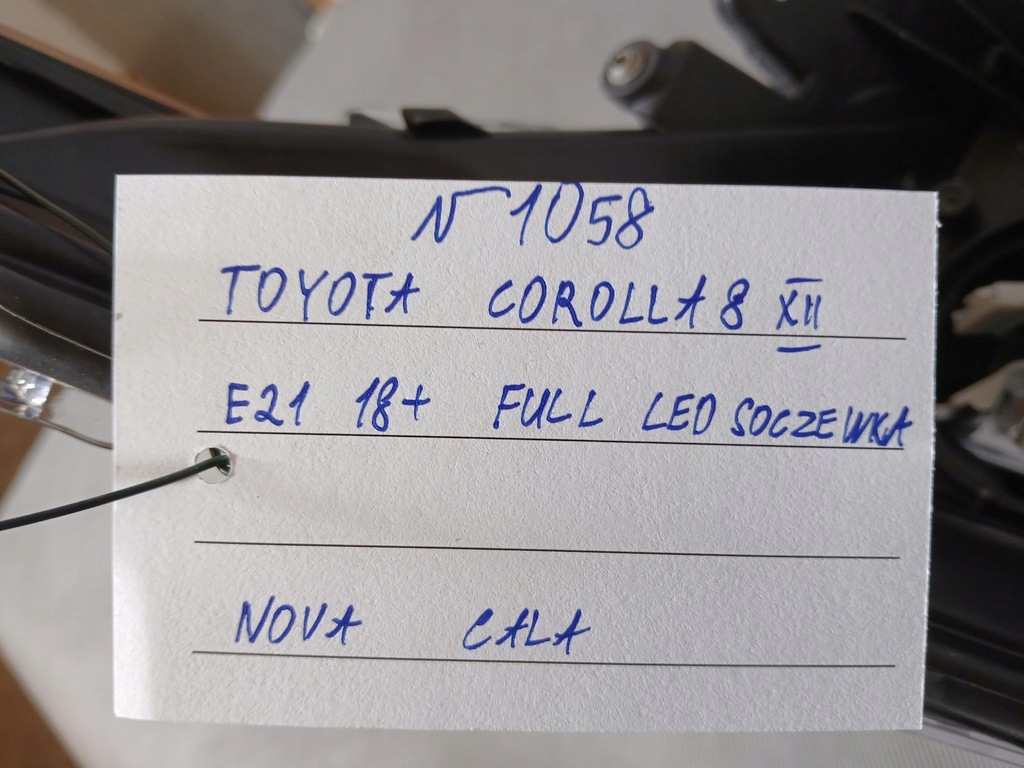 N 1058
TOYOTA COROLLA 8 XII
E21 18+ FULL LED SOCZEWKA
NOVA CALA